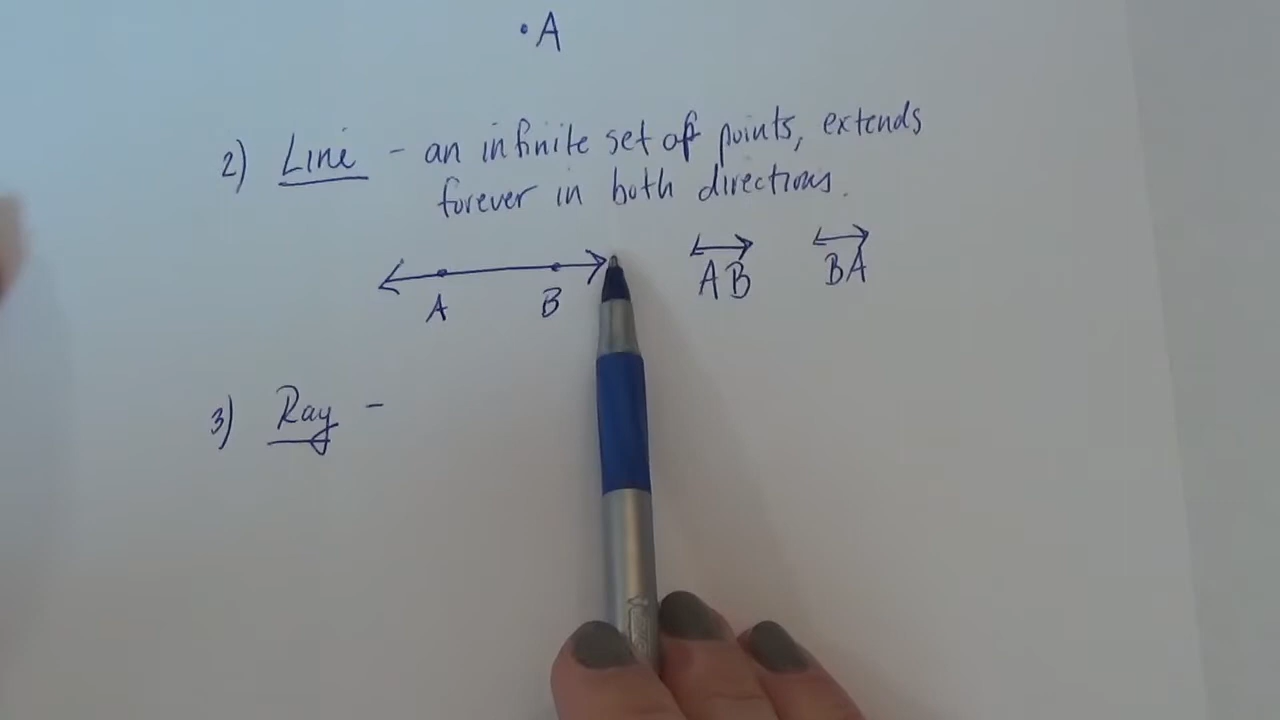 •A
2) Line - an infinite set of points, extends
forever in both directions.
A B
AB BA
3) Ray -